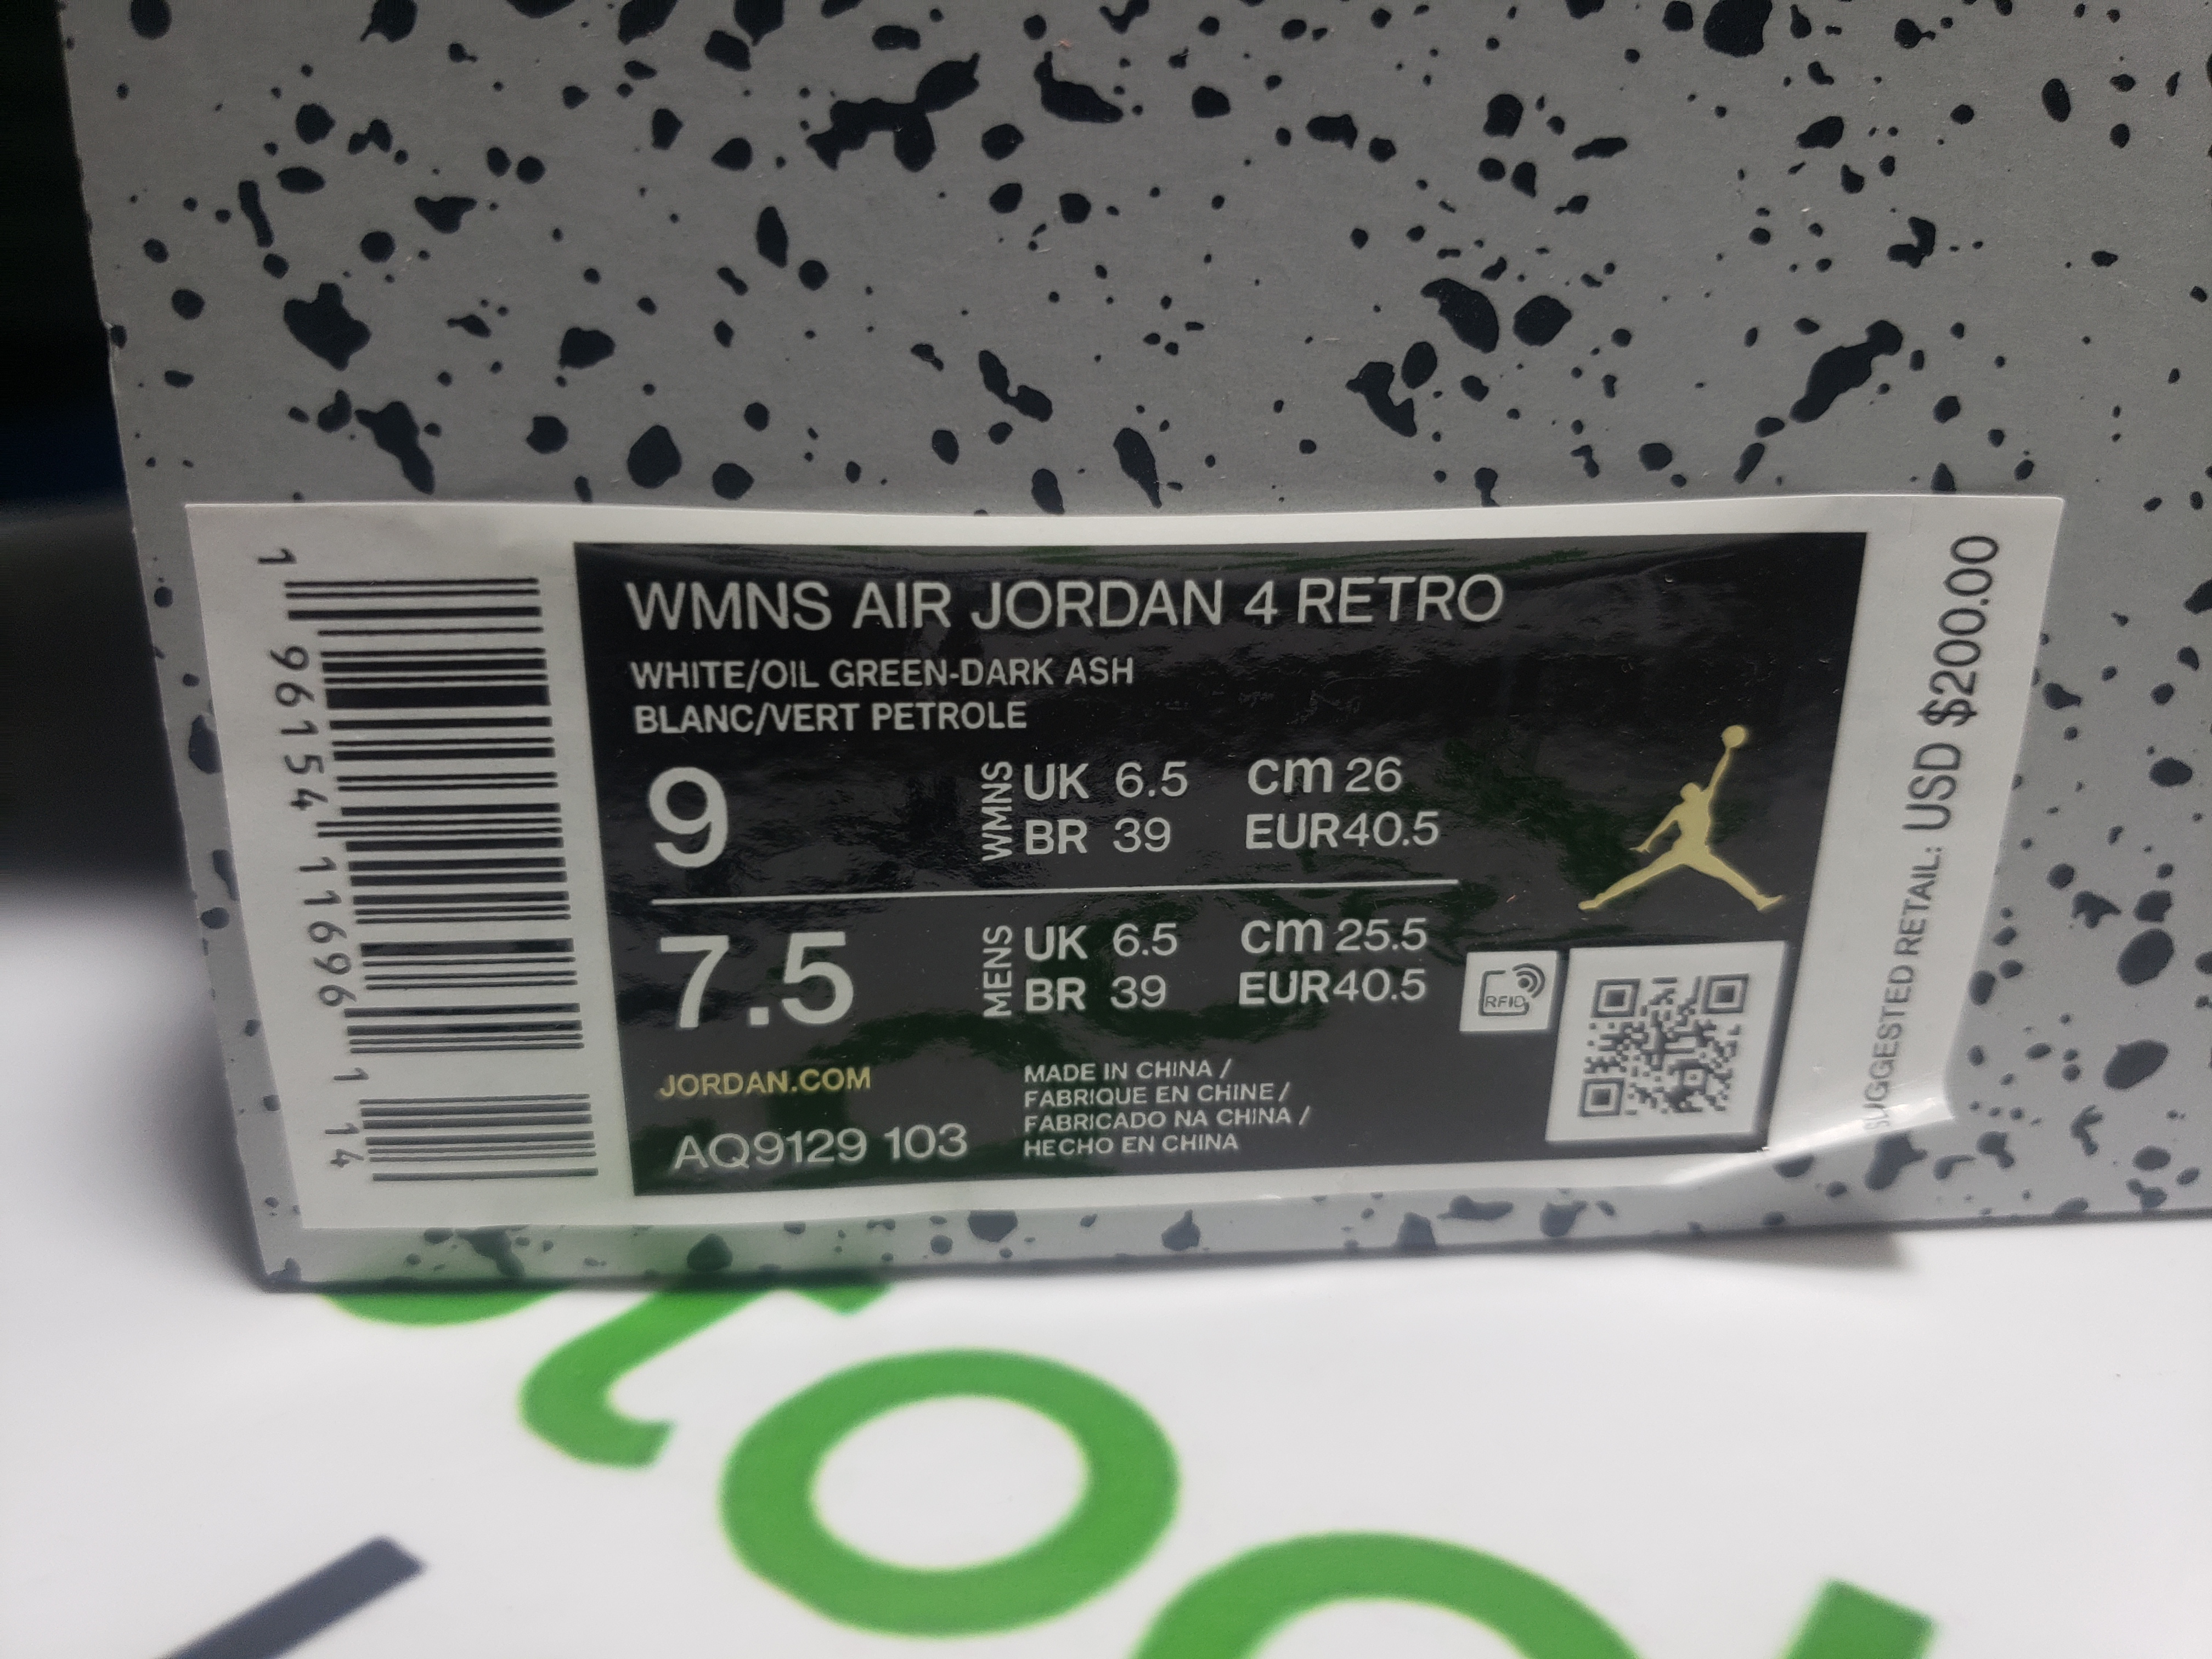 1 96154 11696 1 14
WMNS AIR JORDAN 4 RETRO
WHITE/OIL GREEN-DARK ASH
BLANC/VERT PETROLE
9
WMNS
UK 6.5 cm 26
BR 39 EUR40.5
7.5
MENS
UK 6.5 cm 25.5
BR 39 EUR40.5
RFID
JORDAN.COM
AQ9129 103
MADE IN CHINA /
FABRIQUE EN CHINE /
FABRICADO NA CHINA /
HECHO EN CHINA
SUGGESTED RETAIL: USD $200.00